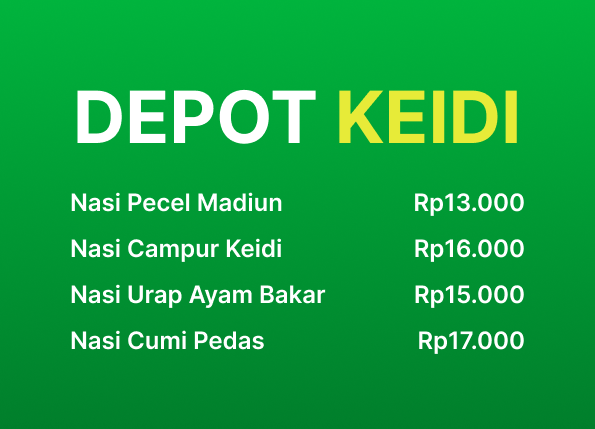 DEPOT KEIDI
Nasi Pecel Madiun Rp13.000
Nasi Campur Keidi Rp16.000
Nasi Urap Ayam Bakar Rp15.000
Nasi Cumi Pedas Rp17.000